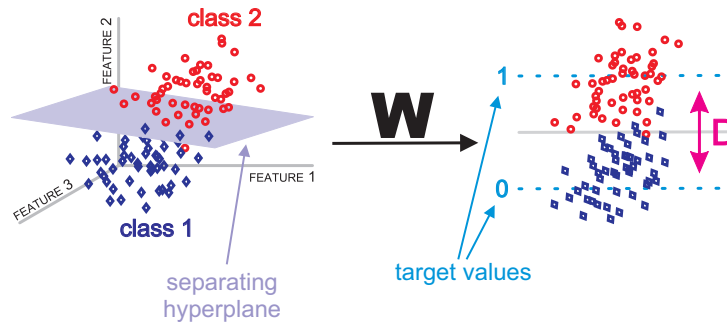 class 2
FEATURE 2
FEATURE 1
FEATURE 3
class 1
separating
hyperplane
W
1
0
D
target values